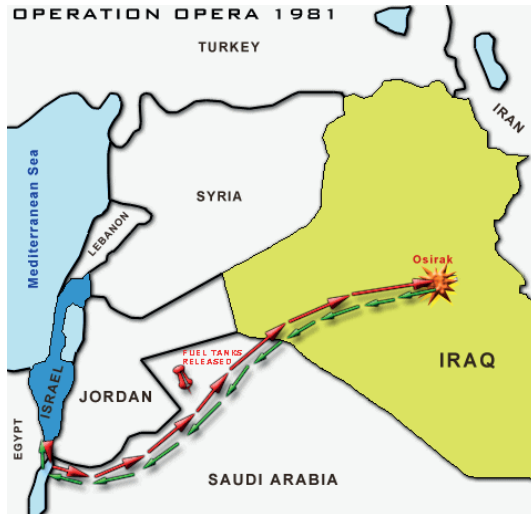 OPERATION OPERA 1981
TURKEY
IRAN
Mediterranean Sea
SYRIA
LEBANON
Osirak
FUEL TANKS
RELEASED
IRAQ
ISRAEL
JORDAN
EGYPT
SAUDI ARABIA